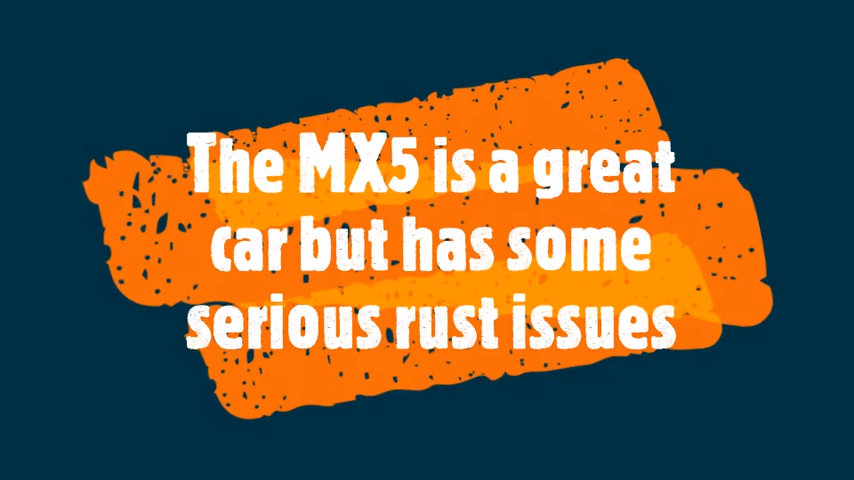 The MX5 is a great
car but has some
serious rust issues